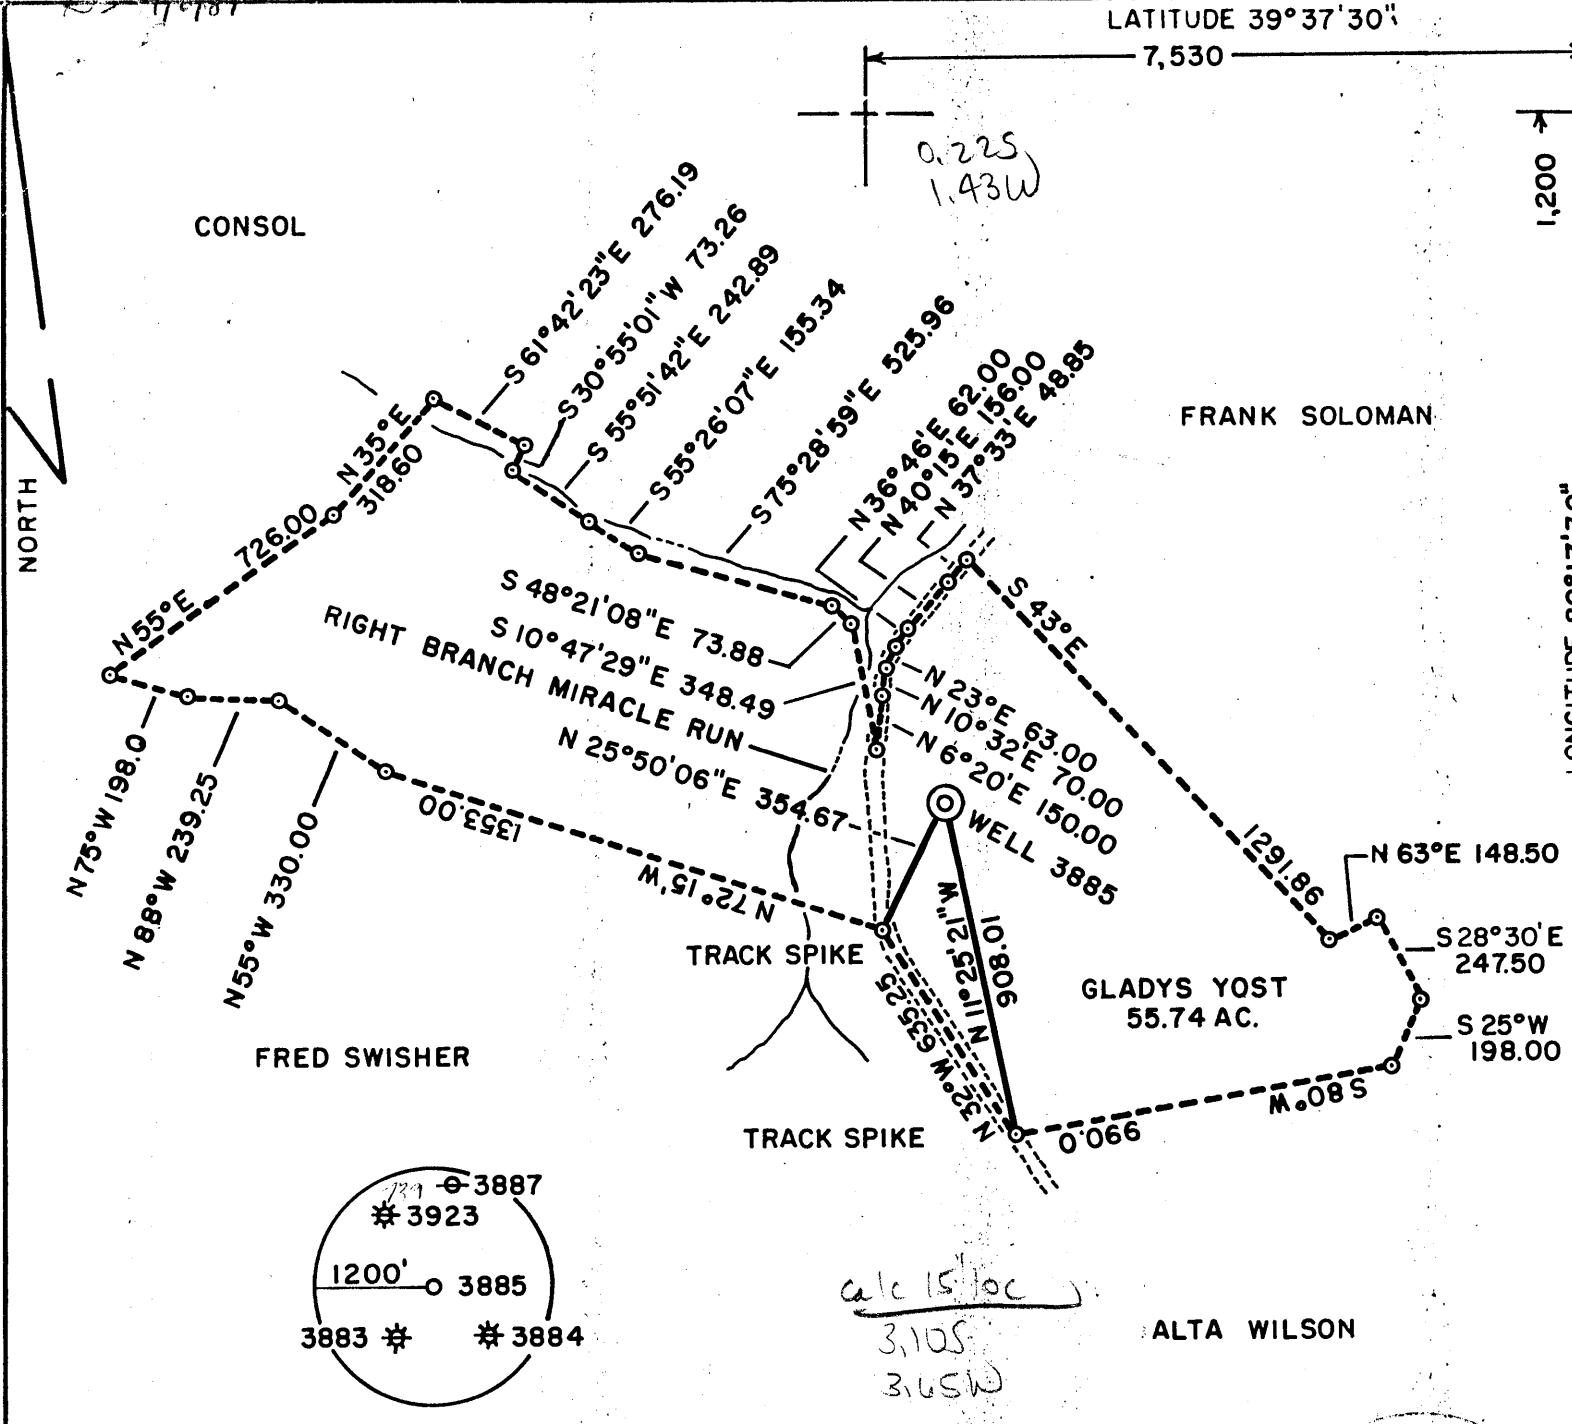 LATITUDE 39°37'30"
7,530
0.22S
1.43W
1,200
CONSOL
S 61°42'23"E 276.19
S 30°55'01"W 73.26
S 55°51'42"E 242.89
S 55°26'07"E 155.34
S 75°28'59"E 525.96
N 36°46'E 62.00
N 40°15'E 156.00
N 37°33'E 48.85
FRANK SOLOMAN
NORTH
N 35°E
318.60
726.00
N 55°E
S 43°E
1291.86
S 48°21'08"E 73.88
S 10°47'29"E 348.49
RIGHT BRANCH MIRACLE RUN
N 25°50'06"E 354.67
N 23°E 63.00
N 10°32'E 70.00
N 6°20'E 150.00
WELL 3885
N 75°W 198.0
N 88°W 239.25
N 55°W 330.00
1353.00
N 72°15'W
N 63°E 148.50
S 28°30'E
247.50
S 25°W
198.00
TRACK SPIKE
N 11°25'21"W
908.01
GLADYS YOST
55.74 AC.
N 32°W 635.25
FRED SWISHER
TRACK SPIKE
S 80°W
660.0
3887
3923
1200'
3885
3883
3884
calc 15' loc
3.10S
3.65W
ALTA WILSON